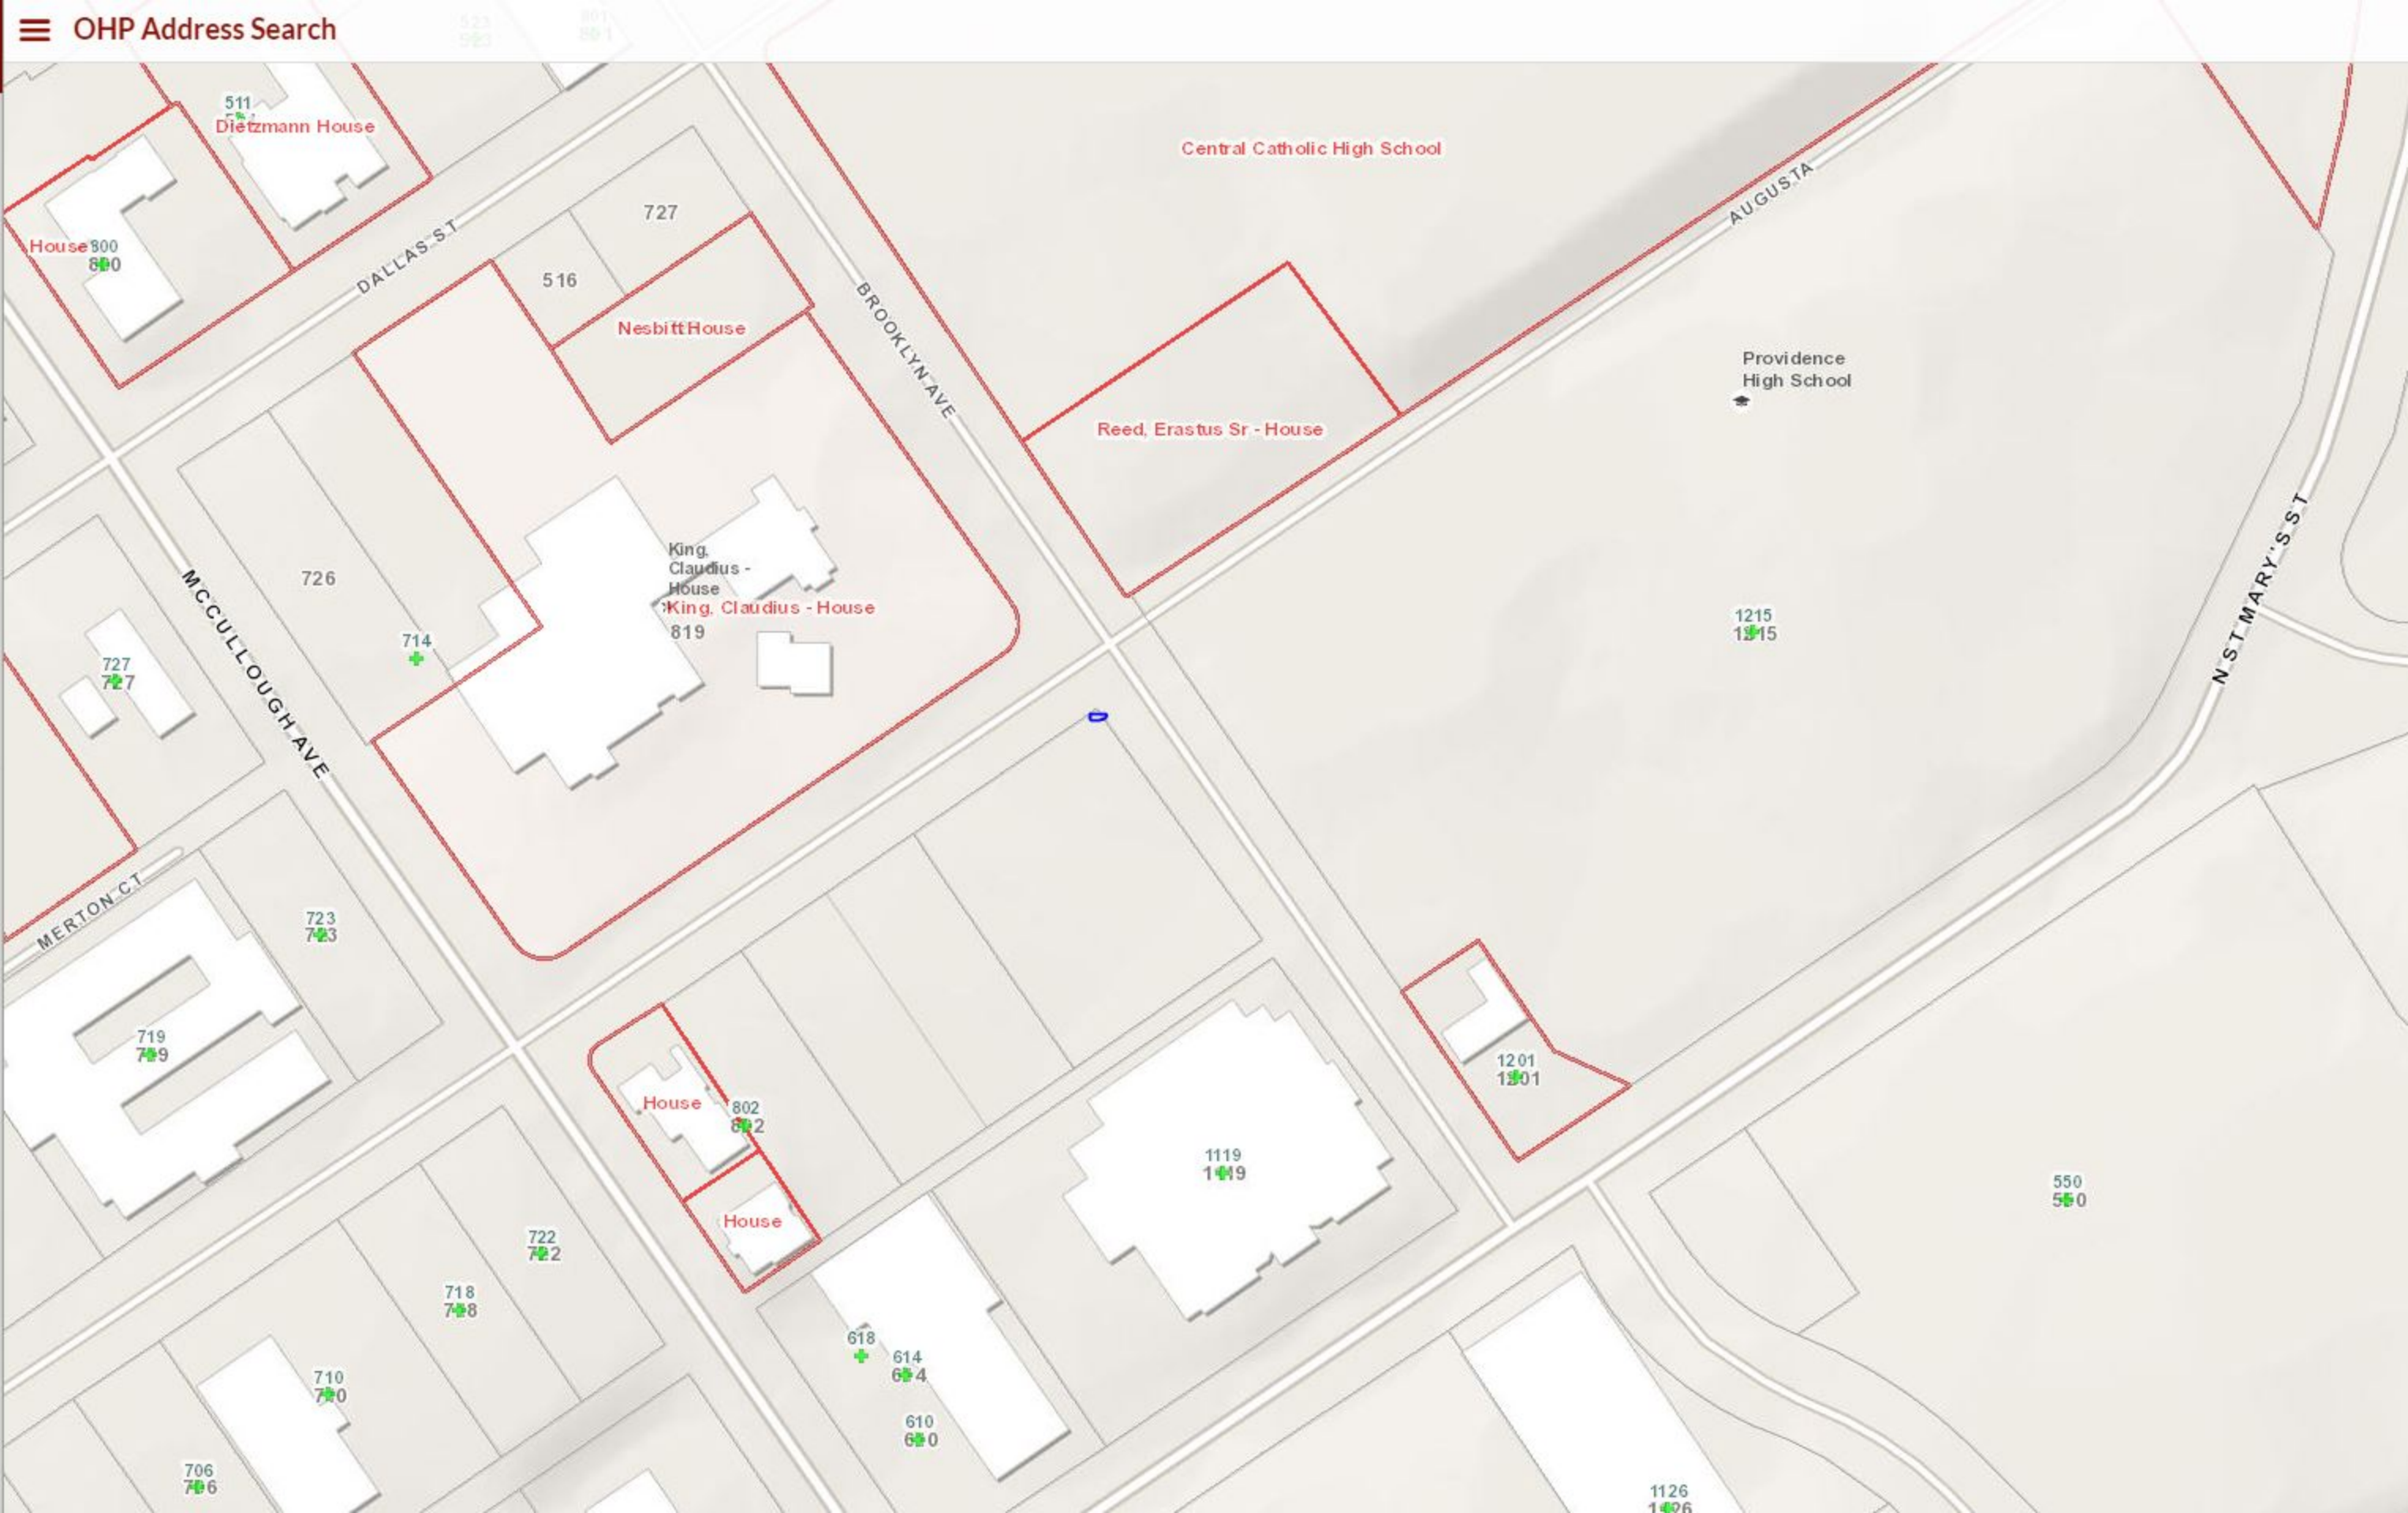 OHP Address Search
511
Dietzmann House
Central Catholic High School
AUGUSTA
727
House
800
800
DALLAS ST
516
BROOKLYN AVE
Nesbitt House
Providence
High School
Reed, Erastus Sr - House
N ST MARY'S ST
King,
Claudius -
House
King, Claudius - House
819
726
MCCULLOUGH AVE
714
1215
1215
727
727
MERTON CT
723
723
719
719
House
802
802
1201
1201
1119
1119
550
550
House
722
722
718
718
618
614
614
710
710
610
610
706
706
1126
1126